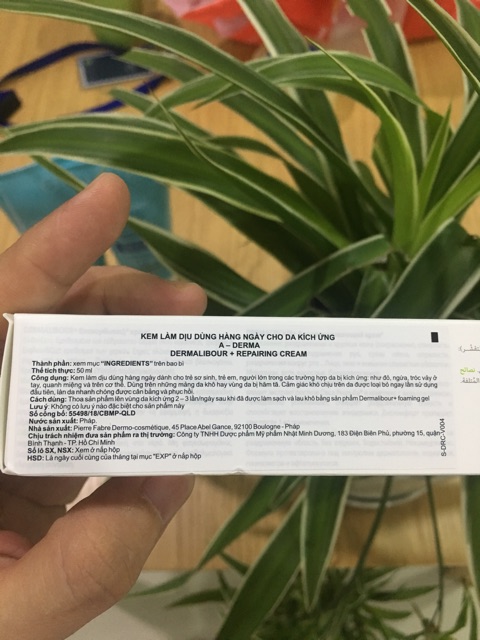 KEM LÀM DỊU DÙNG HÀNG NGÀY CHO DA KÍCH ỨNG
A – DERMA
DERMALIBOUR + REPAIRING CREAM
Thành phần: xem mục "INGREDIENTS" trên bao bì
Thể tích thực: 50 ml
Công dụng: Kem làm dịu dùng hàng ngày dành cho trẻ sơ sinh, trẻ em, người lớn trong các trường hợp da bị kích ứng: như đỏ, ngứa, tróc vảy ở
tay, quanh miệng và trên cơ thể. Dùng trên những mảng da khô hay vùng da bị hăm tã. Cảm giác khó chịu trên da được loại bỏ ngay lần sử dụng
đầu tiên, làn da nhanh chóng được cân bằng và phục hồi.
Cách dùng: Thoa sản phẩm lên vùng da kích ứng 2 – 3 lần/ngày sau khi đã được làm sạch và lau khô bằng sản phẩm Dermalibour+ foaming gel
Lưu ý: Không có lưu ý nào đặc biệt cho sản phẩm này
Số công bố: 55498/18/CBMP-QLD
Nước sản xuất: Pháp.
Nhà sản xuất: Pierre Fabre Dermo-cosmetique, 45 Place Abel Gance, 92100 Boulogne - Pháp
Chịu trách nhiệm đưa sản phẩm ra thị trường: Công ty TNHH Dược phẩm Mỹ phẩm Nhật Minh Dương, 183 Điện Biên Phủ, phường 15, quận
Bình Thạnh - TP. Hồ Chí Minh
Số lô SX, NSX: Xem ở nắp hộp
HSD: Là ngày cuối cùng của tháng tại mục "EXP" ở nắp hộp
S-DRC-V004